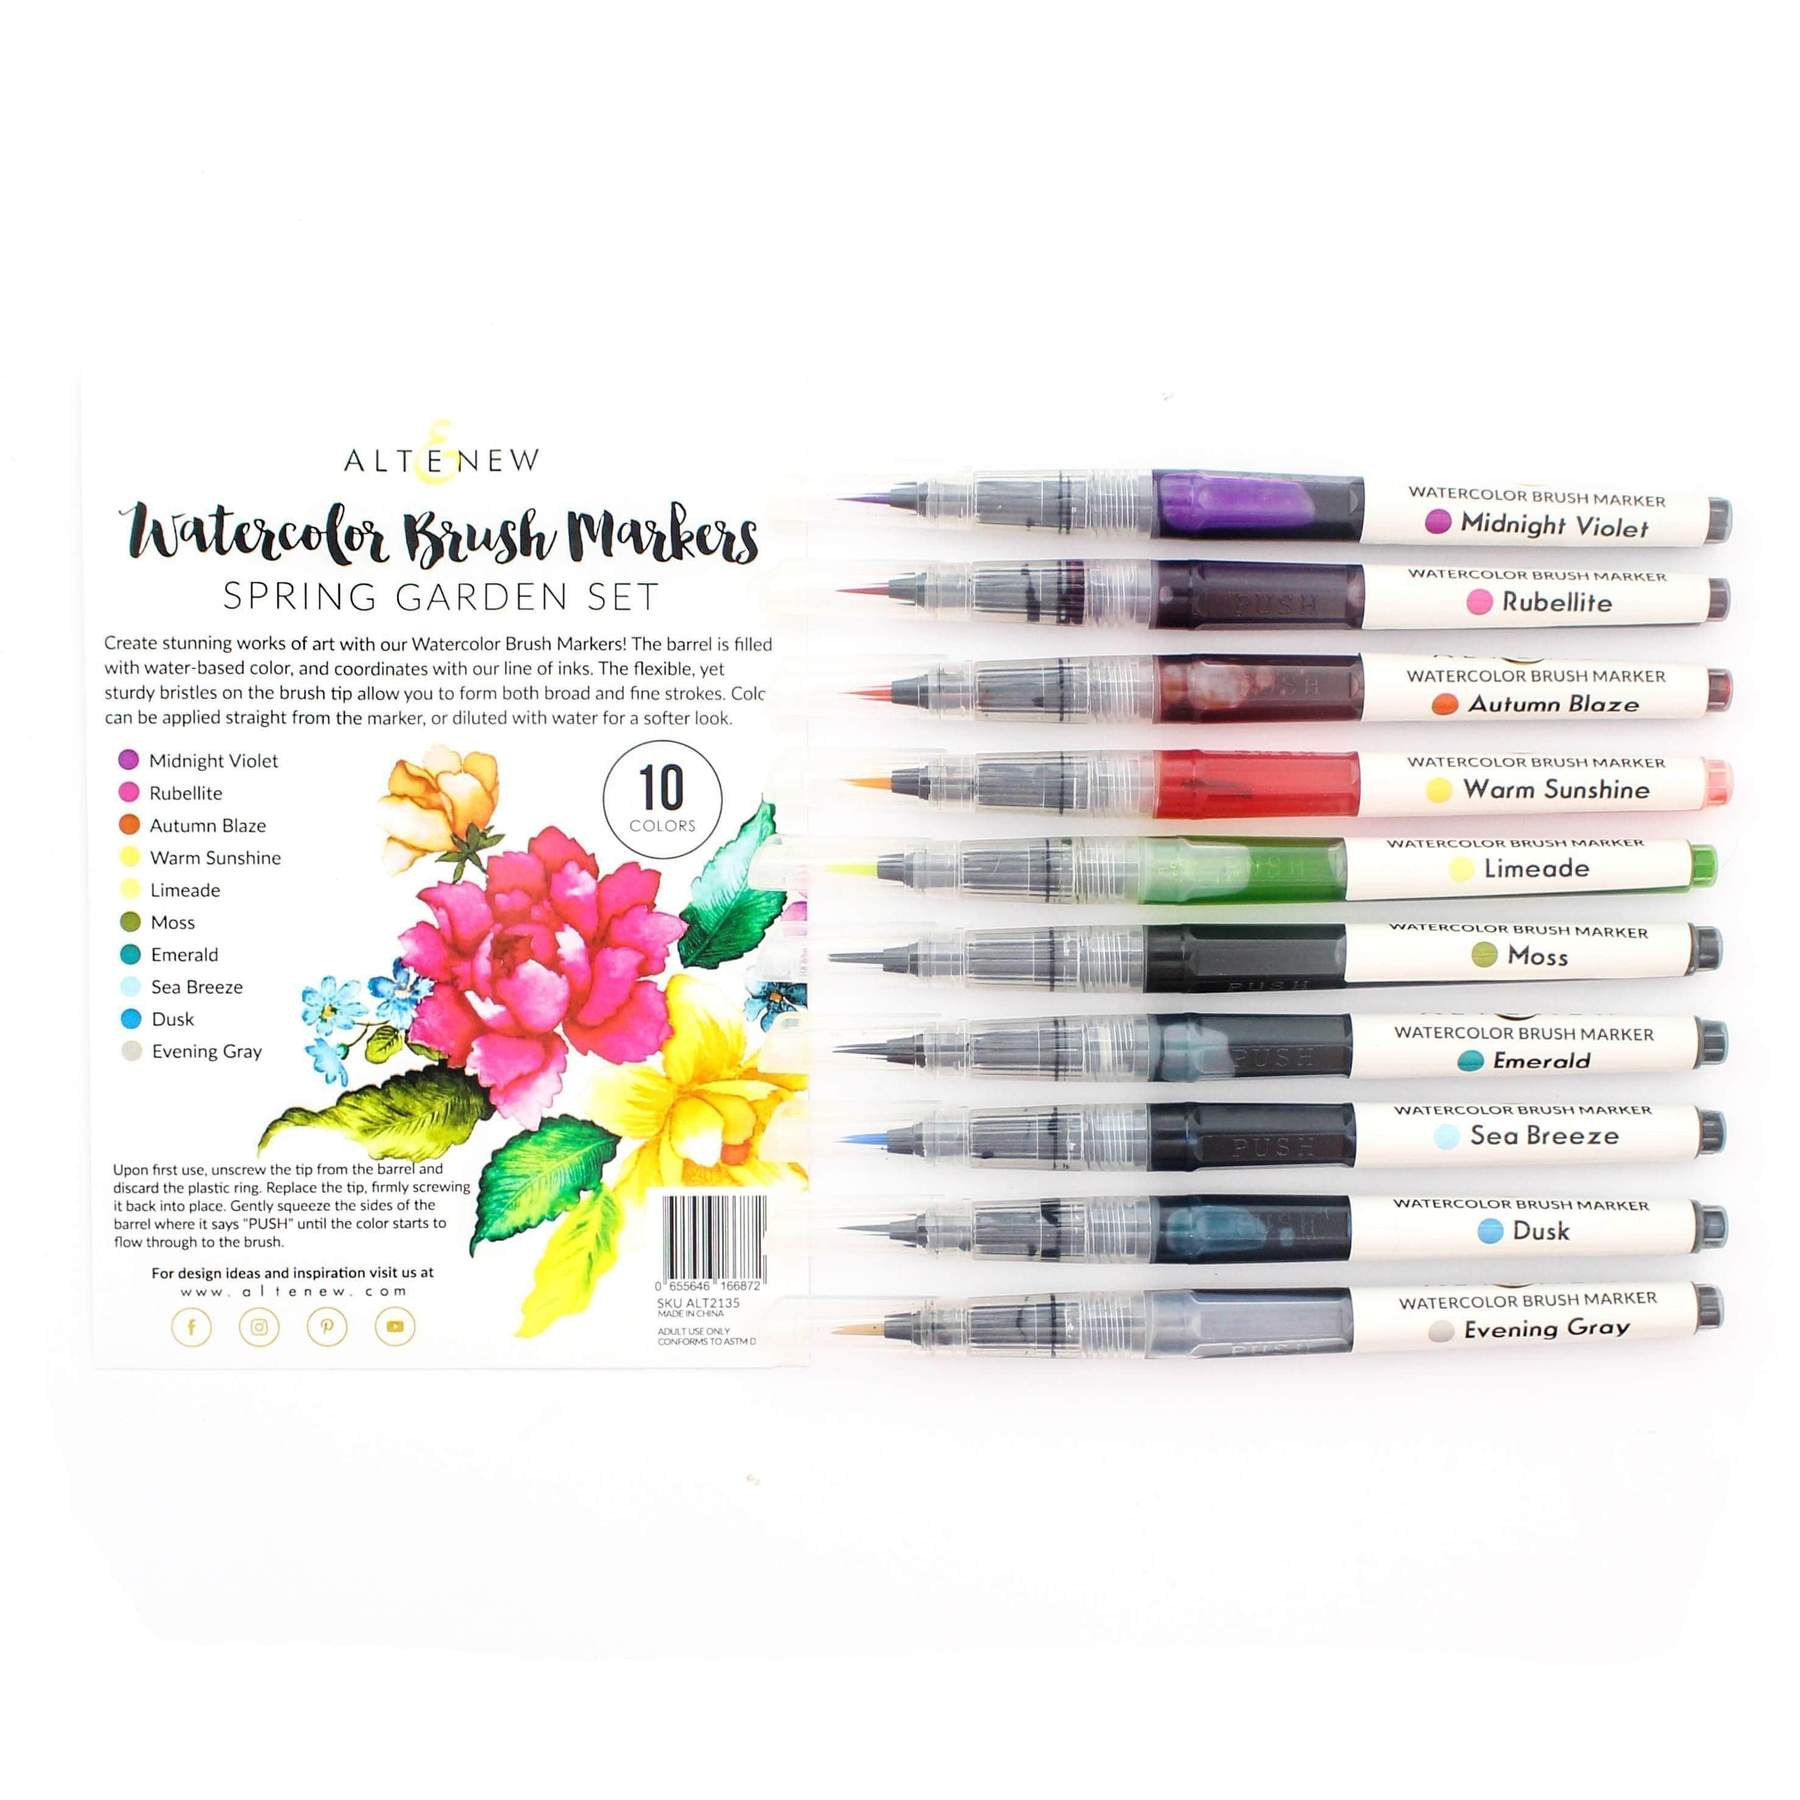 ALTENEW
Watercolor Brush Markers
SPRING GARDEN SET
Create stunning works of art with our Watercolor Brush Markers! The barrel is filled
with water-based color, and coordinates with our line of inks. The flexible, yet
sturdy bristles on the brush tip allow you to form both broad and fine strokes. Colo
can be applied straight from the marker, or diluted with water for a softer look.
Midnight Violet
Rubellite
Autumn Blaze
Warm Sunshine
Limeade
Moss
Emerald
Sea Breeze
Dusk
Evening Gray
10
COLORS
Upon first use, unscrew the tip from the barrel and
discard the plastic ring. Replace the tip, firmly screwing
it back into place. Gently squeeze the sides of the
barrel where it says "PUSH" until the color starts to
flow through to the brush.
For design ideas and inspiration visit us at
www.altenew.com
0 655646 166872
SKU ALT2135
MADE IN CHINA
ADULT USE ONLY
CONFORMS TO ASTM D
WATERCOLOR BRUSH MARKER
Midnight Violet
PUSH
WATERCOLOR BRUSH MARKER
Rubellite
PUSH
WATERCOLOR BRUSH MARKER
Autumn Blaze
WATERCOLOR BRUSH MARKER
Warm Sunshine
PUSH
WATERCOLOR BRUSH MARKER
Limeade
PUSH
WATERCOLOR BRUSH MARKER
Moss
PUSH
ALTENEW
WATERCOLOR BRUSH MARKER
Emerald
PUSH
WATERCOLOR BRUSH MARKER
Sea Breeze
PUSH
WATERCOLOR BRUSH MARKER
Dusk
PUSH
WATERCOLOR BRUSH MARKER
Evening Gray